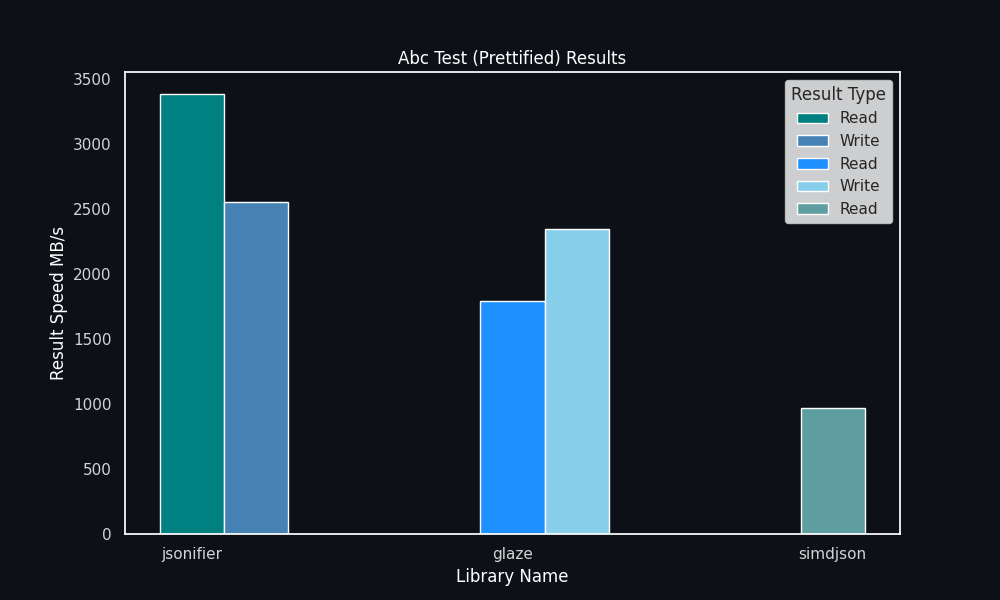 Abc Test (Prettified) Results
Result Speed MB/s
3500
3000
2500
2000
1500
1000
500
0
Result Type
Read
Write
Read
Write
Read
jsonifier
glaze
simdjson
Library Name